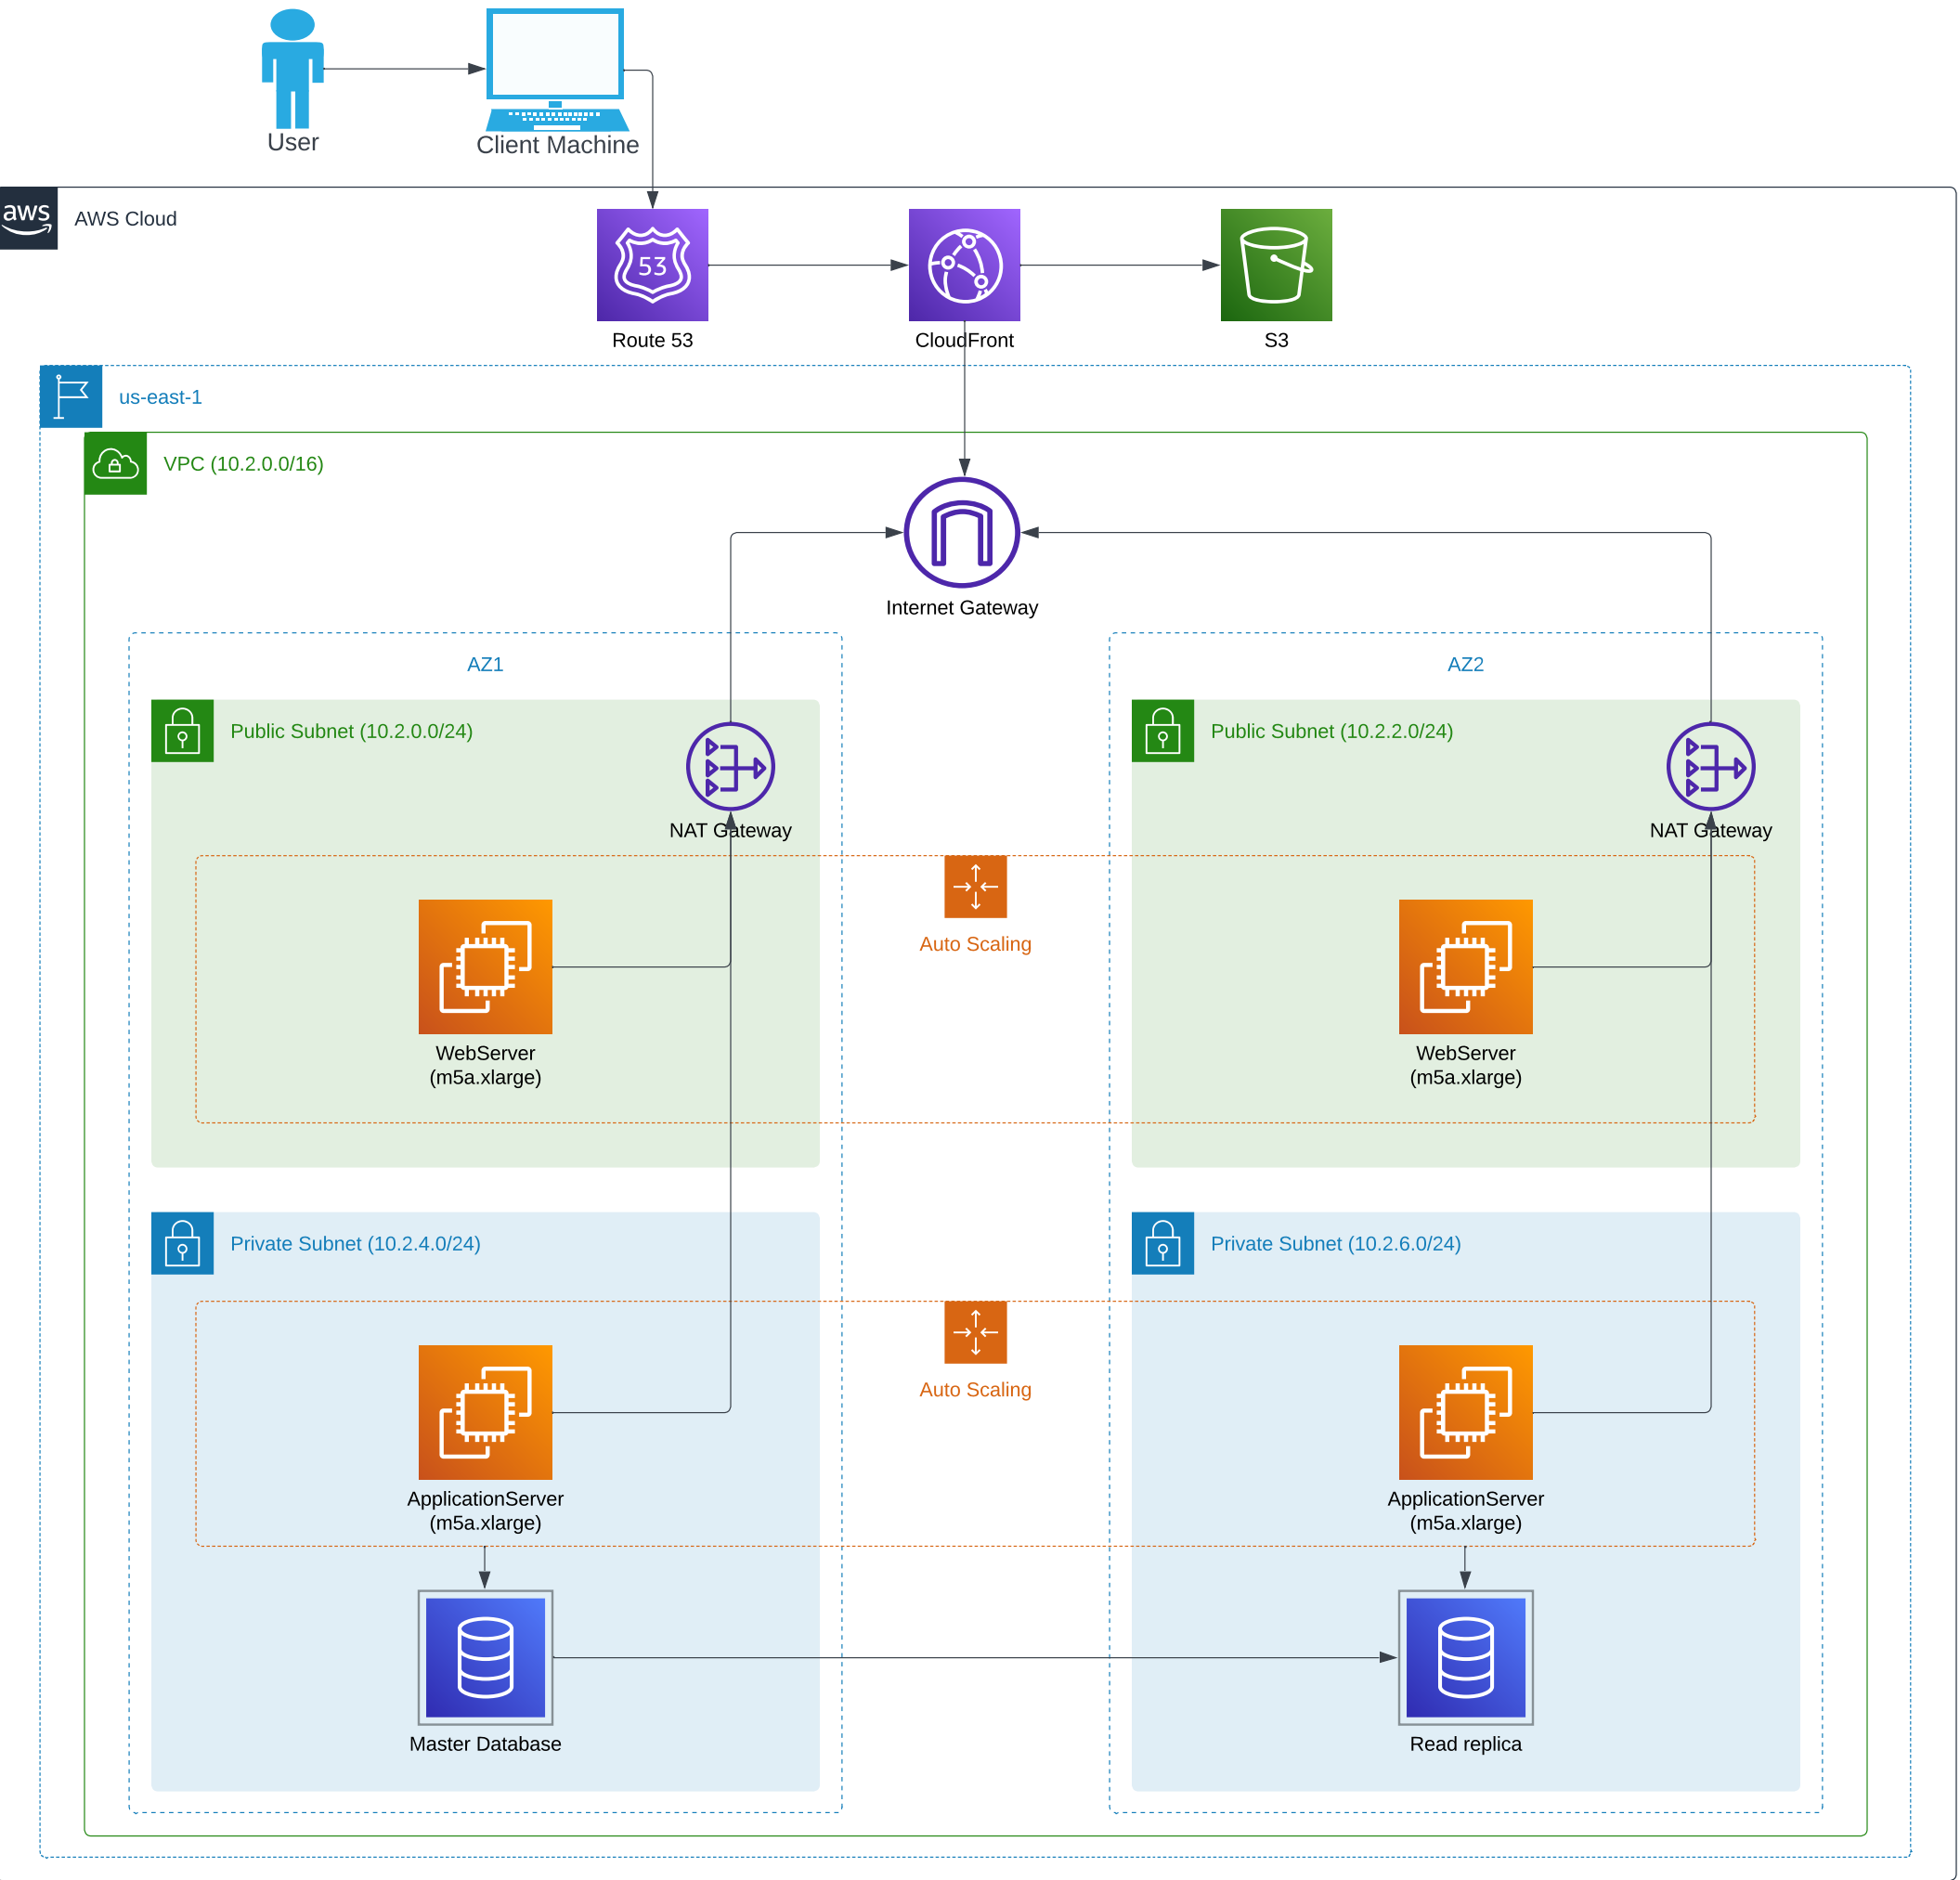 User
Client Machine
aws
AWS Cloud
53
Route 53
CloudFront
S3
us-east-1
VPC (10.2.0.0/16)
Internet Gateway
AZ1
AZ2
Public Subnet (10.2.0.0/24)
NAT Gateway
Public Subnet (10.2.2.0/24)
NAT Gateway
Auto Scaling
WebServer
(m5a.xlarge)
WebServer
(m5a.xlarge)
Private Subnet (10.2.4.0/24)
Private Subnet (10.2.6.0/24)
Auto Scaling
ApplicationServer
(m5a.xlarge)
ApplicationServer
(m5a.xlarge)
Master Database
Read replica